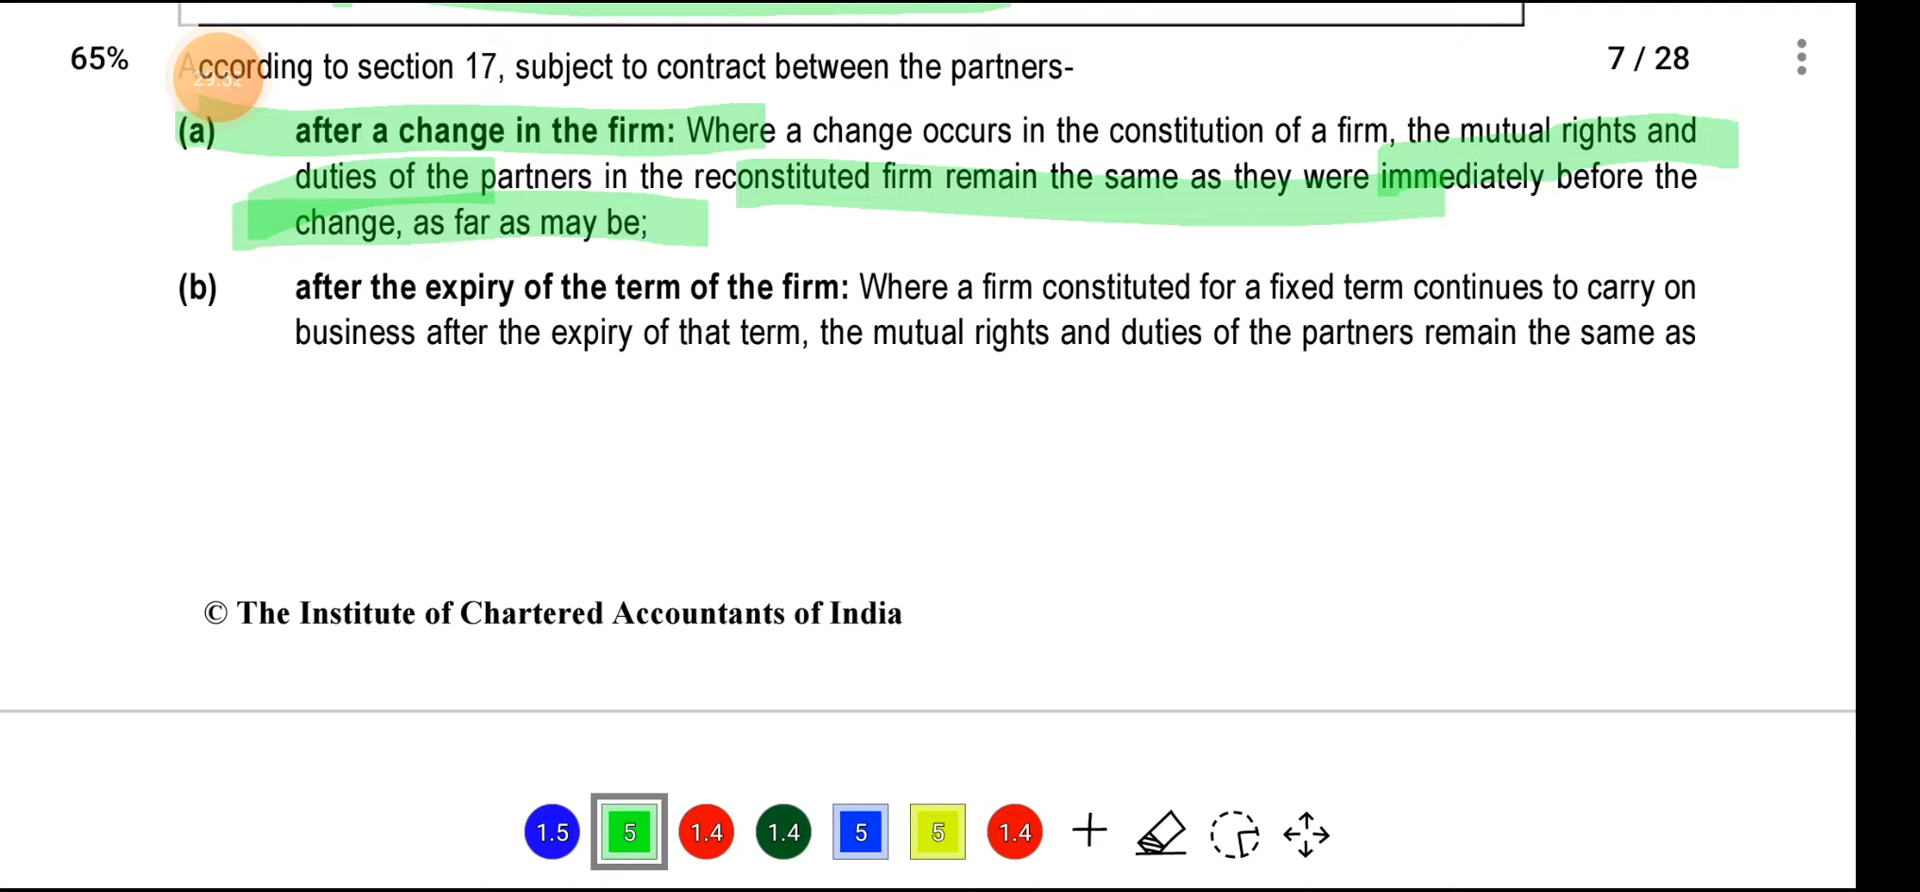 65%
According to section 17, subject to contract between the partners-
7 / 28
(a) after a change in the firm: Where a change occurs in the constitution of a firm, the mutual rights and
duties of the partners in the reconstituted firm remain the same as they were immediately before the
change, as far as may be;
(b) after the expiry of the term of the firm: Where a firm constituted for a fixed term continues to carry on
business after the expiry of that term, the mutual rights and duties of the partners remain the same as
© The Institute of Chartered Accountants of India
1.5 5 1.4 1.4 5 5 1.4